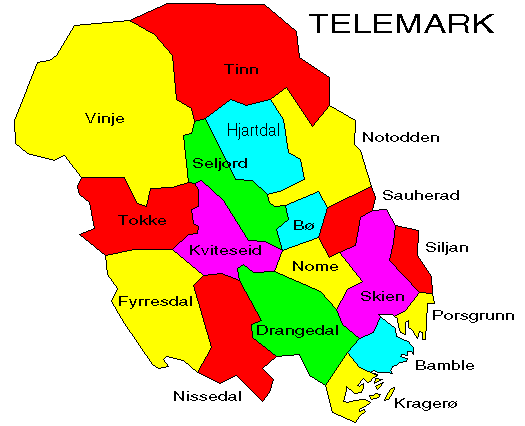 TELEMARK
Tinn
Vinje
Hjartdal
Notodden
Seljord
Sauherad
Tokke
Bø
Siljan
Kviteseid
Nome
Skien
Fyrresdal
Porsgrunn
Drangedal
Bamble
Nissedal
Kragerø